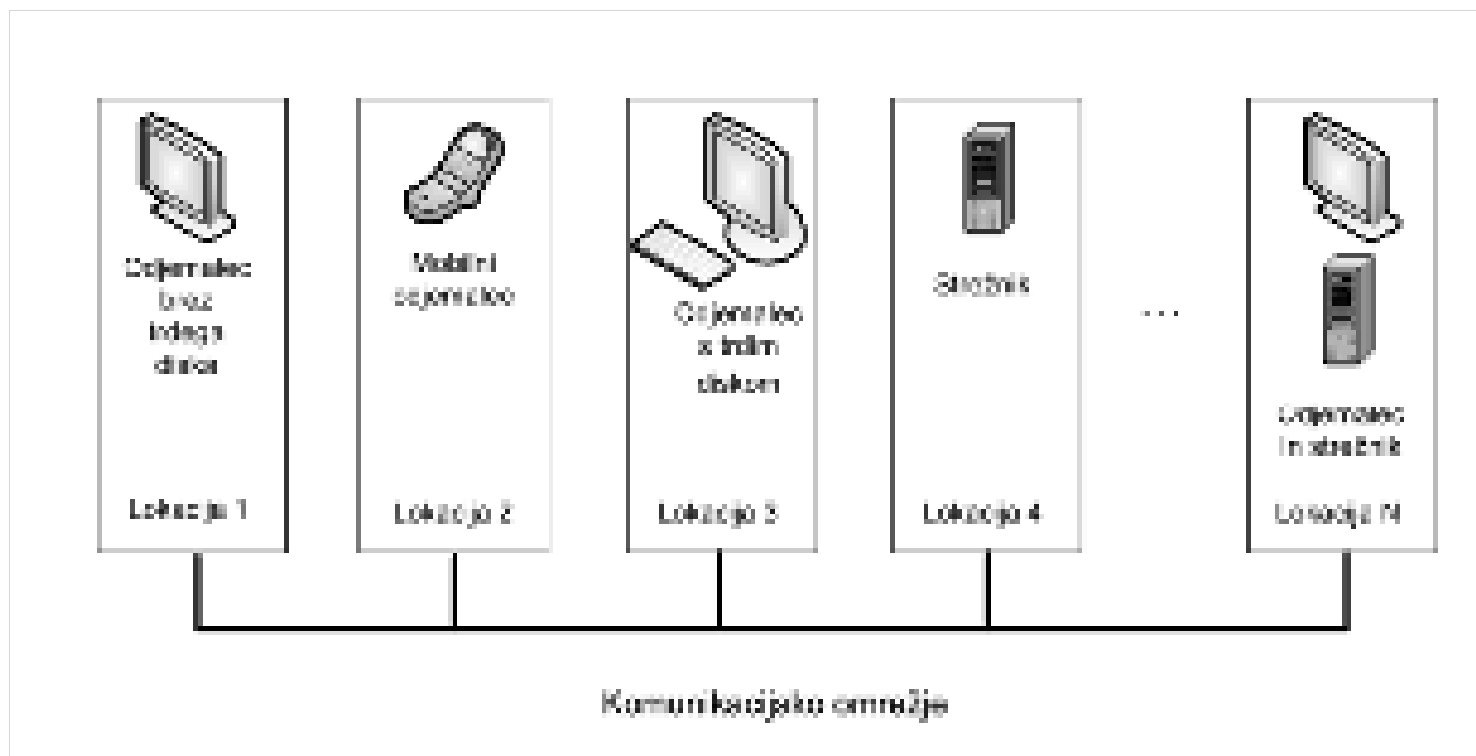 Odjemalec
brez
trdega
diska
Lokacija 1
Mobilni
odjemalec
Lokacija 2
Odjemalec
s trdim
diskom
Lokacija 3
Strežnik
Lokacija 4
...
Odjemalec
in strežnik
Lokacija N
Komunikacijsko omrežje